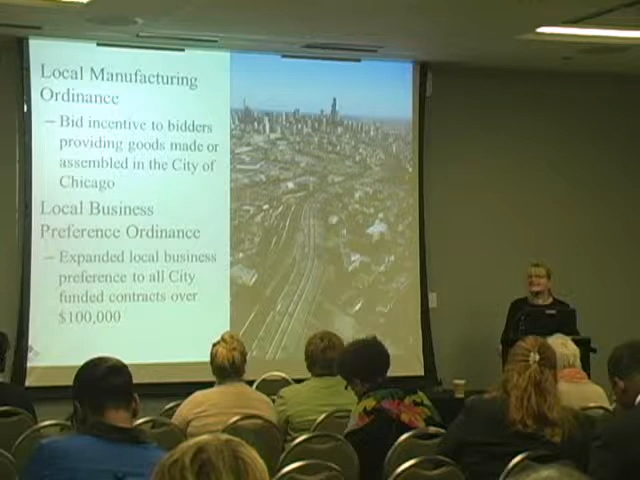 Local Manufacturing
Ordinance
– Bid incentive to bidders
providing goods made or
assembled in the City of
Chicago
Local Business
Preference Ordinance
– Expanded local business
preference to all City
funded contracts over
$100,000